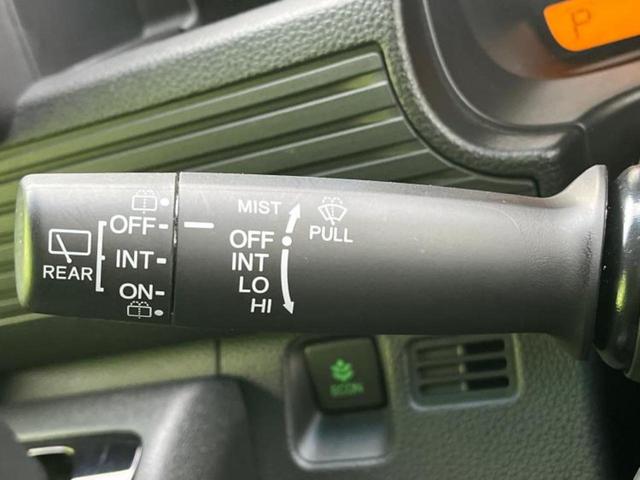 P
MIST
PULL
OFF
INT
LO
HI
REAR
OFF
INT
ON
ECON